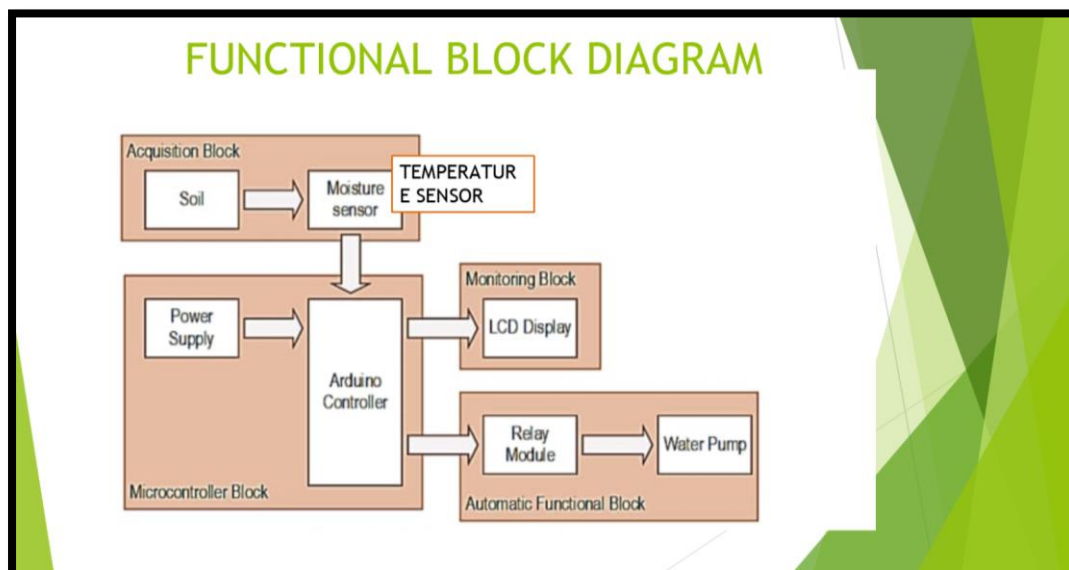 FUNCTIONAL BLOCK DIAGRAM
Acquisition Block
Soil
Moisture
sensor
TEMPERATUR
E SENSOR
Power
Supply
Arduino
Controller
Microcontroller Block
Monitoring Block
LCD Display
Relay
Module
Water Pump
Automatic Functional Block